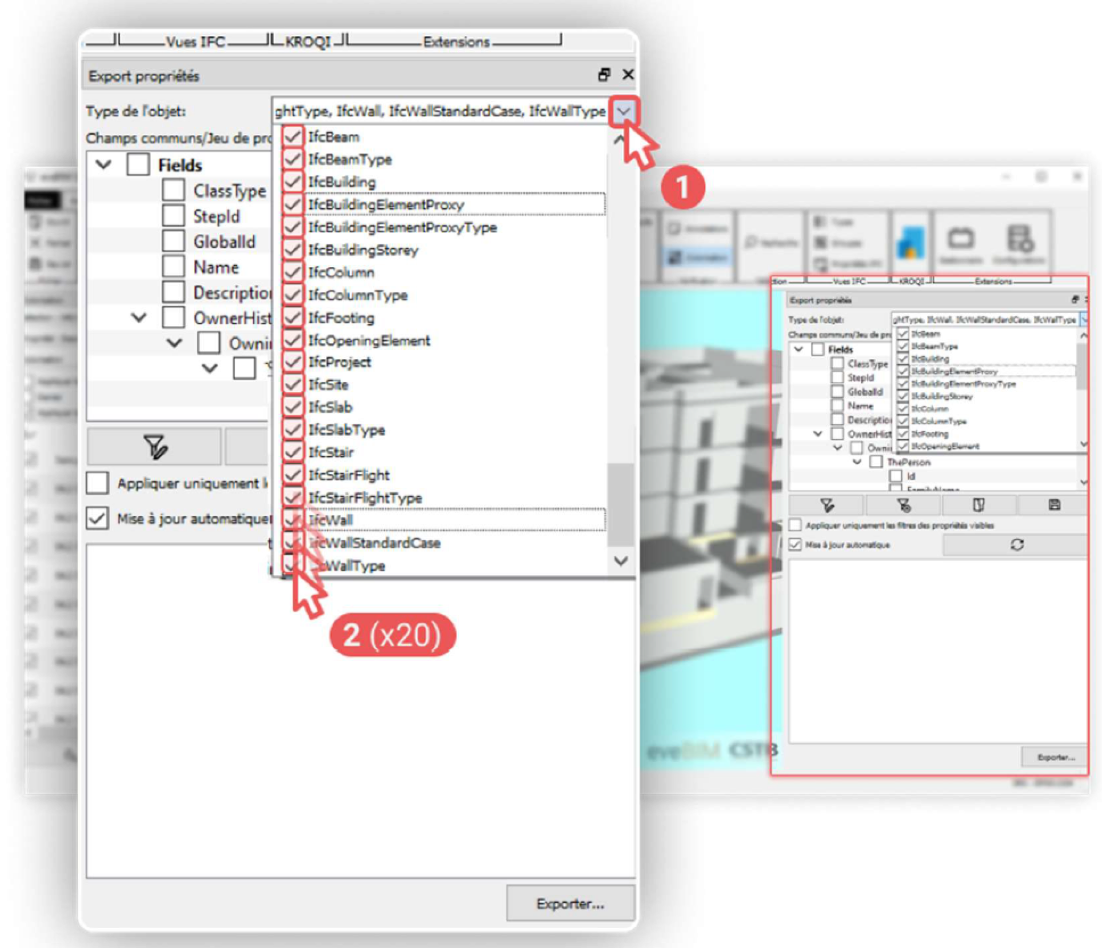 Vues IFC KROQI Extensions
Export propriétés
Type de l'objet: ghtType, IfcWall, IfcWallStandardCase, IfcWallType
Champs communs/Jeu de pro
IfcBeam
IfcBeamType
IfcBuilding
IfcBuildingElementProxy
IfcBuildingElementProxyType
IfcBuildingStorey
IfcColumn
IfcColumnType
IfcFooting
IfcOpeningElement
IfcProject
IfcSite
IfcSlab
IfcSlabType
IfcStair
IfcStairFlight
IfcStairFlightType
IfcWall
IfcWallStandardCase
WallType
Fields
ClassType
StepId
GlobalId
Name
Description
OwnerHist
Owni
Appliquer uniquement l
Mise à jour automatique
1
2 (x20)
Exporter...
Vues IFC KROQI Extensions
Export propriétés
Type de l'objet: ghtType, IfcWall, IfcWallStandardCase, IfcWallType
Champs communs/Jeu de pro
IfcBeam
IfcBeamType
IfcBuilding
IfcBuildingElementProxy
IfcBuildingElementProxyType
IfcBuildingStorey
IfcColumn
IfcColumnType
IfcFooting
IfcOpeningElement
Fields
ClassType
StepId
GlobalId
Name
Descriptio
OwnerHist
Owni
ThePerson
Id
FamilyName
Appliquer uniquement les filtres des propriétés visibles
Mise à jour automatique
Exporter...
eveBIM CSTB